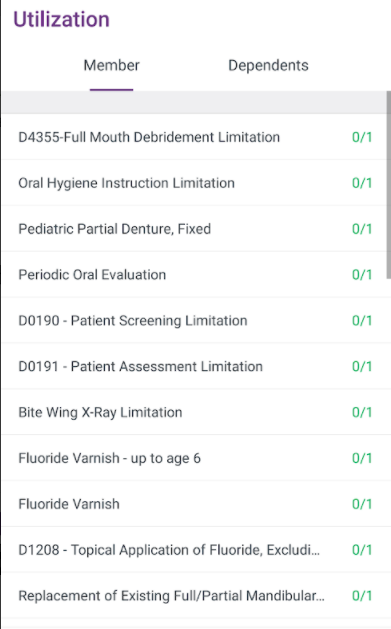 Utilization
Member Dependents
D4355-Full Mouth Debridement Limitation 0/1
Oral Hygiene Instruction Limitation 0/1
Pediatric Partial Denture, Fixed 0/1
Periodic Oral Evaluation 0/1
D0190 - Patient Screening Limitation 0/1
D0191 - Patient Assessment Limitation 0/1
Bite Wing X-Ray Limitation 0/1
Fluoride Varnish - up to age 6 0/1
Fluoride Varnish 0/1
D1208 - Topical Application of Fluoride, Excludi... 0/1
Replacement of Existing Full/Partial Mandibular... 0/1